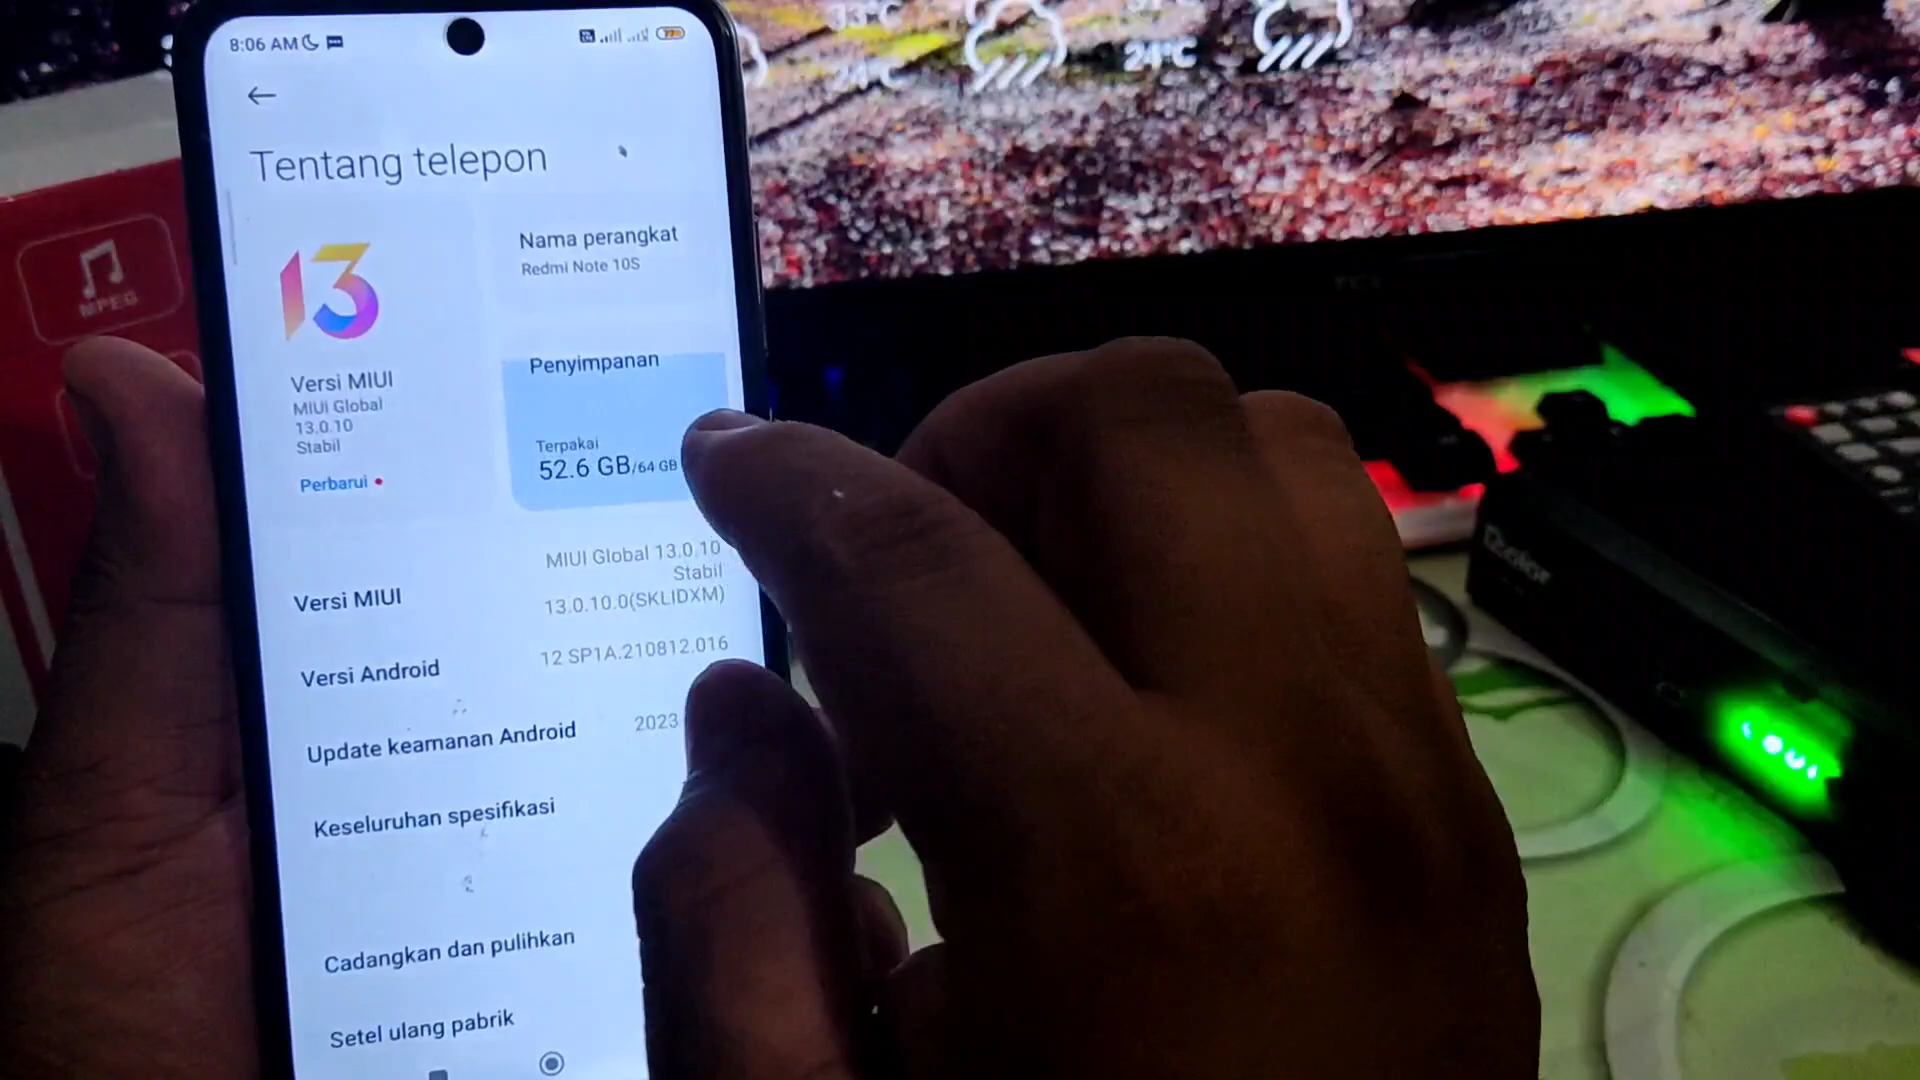 8:06 AM
Tentang telepon
Nama perangkat
Redmi Note 10S
Versi MIUI
MIUI Global
13.0.10
Stabil
Perbarui
Penyimpanan
Terpakai
52.6 GB/64 GB
Versi MIUI
MIUI Global 13.0.10
Stabil
13.0.10.0(SKLIDXM)
Versi Android
12 SP1A.210812.016
Update keamanan Android
2023
Keseluruhan spesifikasi
Cadangkan dan pulihkan
Setel ulang pabrik
MPEG
24°C
24°C